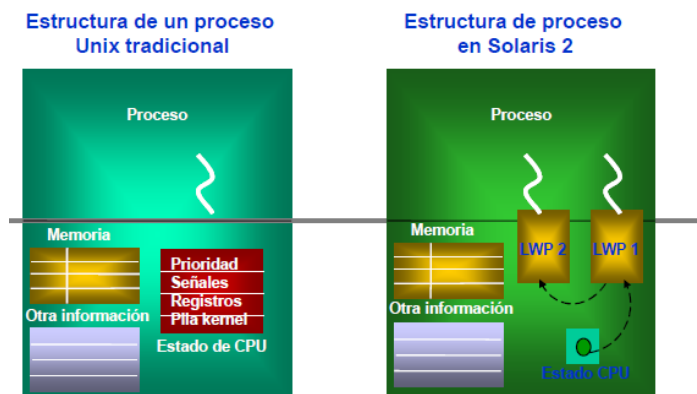 Estructura de un proceso
Unix tradicional
Proceso
Memoria
Otra información
Prioridad
Señales
Registros
Plla kernel
Estado de CPU
Estructura de proceso
en Solaris 2
Proceso
Memoria
Otra información
LWP 2
LWP 1
Estado CPU